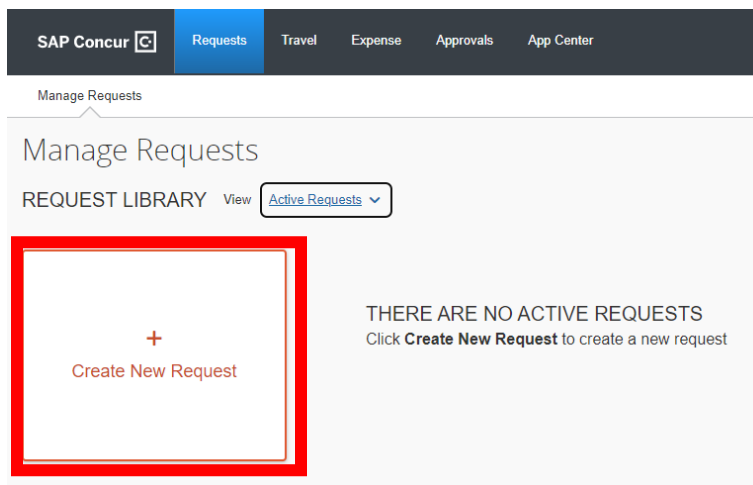 SAP Concur C Requests Travel Expense Approvals App Center
Manage Requests
Manage Requests
REQUEST LIBRARY View Active Requests
THERE ARE NO ACTIVE REQUESTS
Click Create New Request to create a new request
+
Create New Request